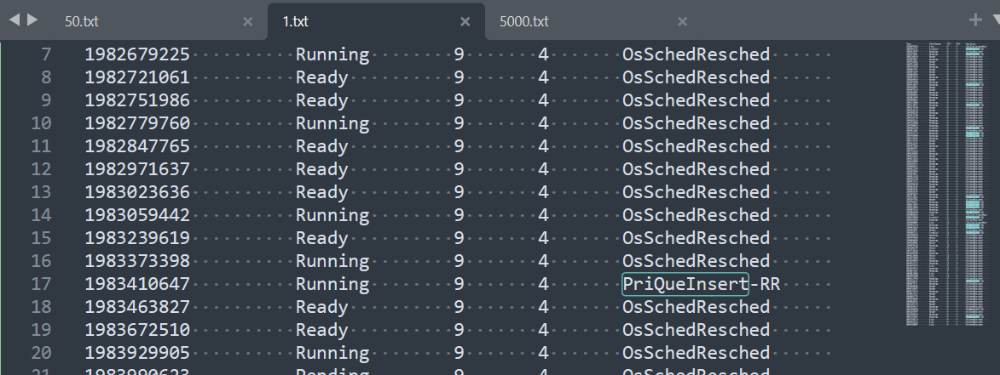 50.txt 1.txt 5000.txt
7 1982679225 Running 9 4 OsSchedResched
8 1982721061 Ready 9 4 OsSchedResched
9 1982751986 Ready 9 4 OsSchedResched
10 1982779760 Running 9 4 OsSchedResched
11 1982847765 Ready 9 4 OsSchedResched
12 1982971637 Ready 9 4 OsSchedResched
13 1983023636 Ready 9 4 OsSchedResched
14 1983059442 Running 9 4 OsSchedResched
15 1983239619 Ready 9 4 OsSchedResched
16 1983373398 Running 9 4 OsSchedResched
17 1983410647 Running 9 4 PriQueInsert-RR
18 1983463827 Ready 9 4 OsSchedResched
19 1983672510 Ready 9 4 OsSchedResched
20 1983929905 Running 9 4 OsSchedResched
21 1983990623 Pending 9 4 OsSchedResched